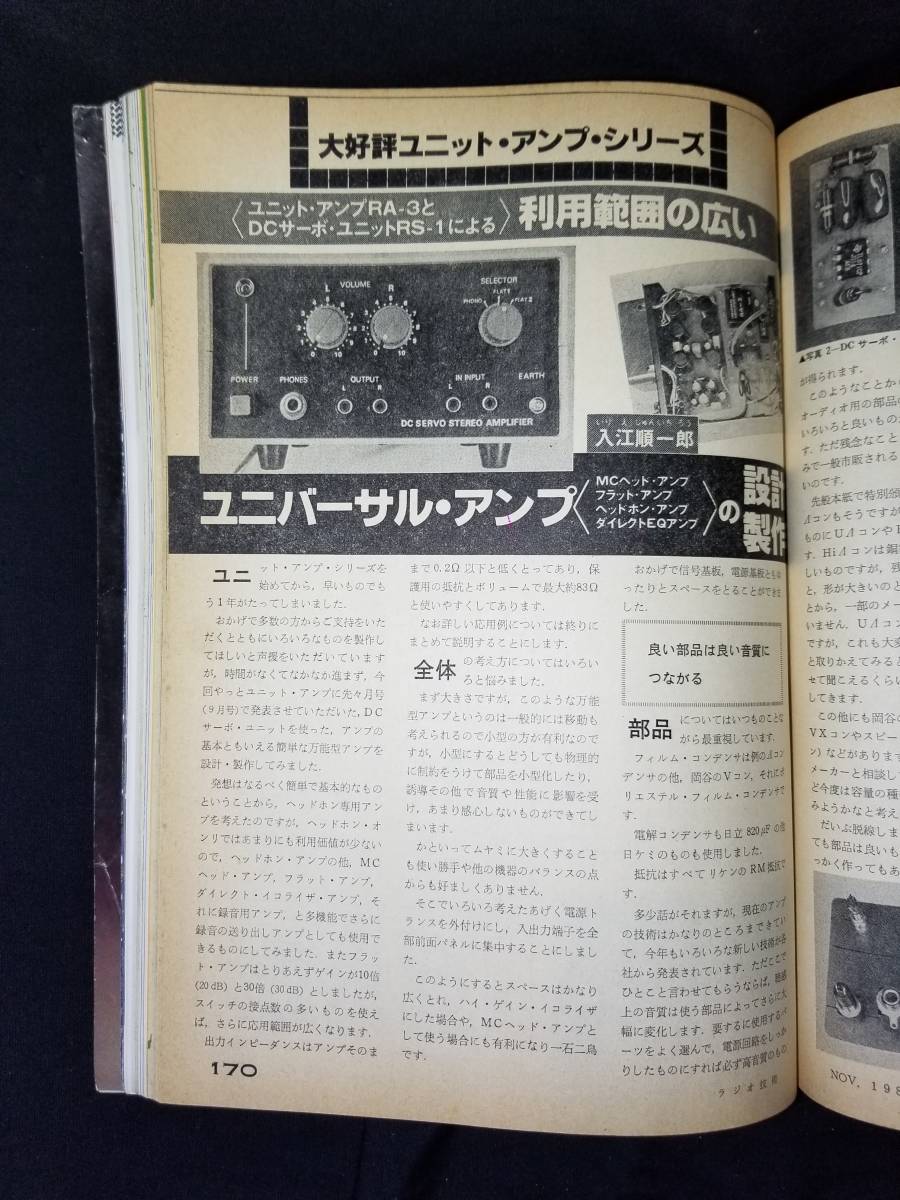 大好評ユニット・アンプ・シリーズ
〈ユニット・アンプRA-3と
DCサーボ・ユニットRS-1による〉
利用範囲の広い
VOLUME
L R
SELECTOR
PHONO FLAT1 FLAT2
0 10 0 10
POWER PHONES OUTPUT IN INPUT EARTH
L R L R
DC SERVO STEREO AMPLIFIER
いり え じゅんいちろう
入江順一郎
ユニバーサル・アンプ
〈MCヘッド・アンプ
フラット・アンプ
ヘッドホン・アンプ
ダイレクトEQアンプ〉
の
設計
製作
ユニット・アンプ・シリーズを
始めてから，早いものでも
う1年がたってしまいました．
おかげで多数の方からご支持をいた
だくとともにいろいろなものを製作し
てほしいと声援をいただいています
が，時間がなくてなかなか進まず，今
回やっとユニット・アンプに先々月号
(9月号)で発表させていただいた，DC
サーボ・ユニットを使った，アンプの
基本ともいえる簡単な万能型アンプを
設計・製作してみました．
発想はなるべく簡単で基本的なもの
ということから，ヘッドホン専用アン
プを考えたのですが，ヘッドホン・オ
ンリではあまりにも利用価値が少ない
ので，ヘッドホン・アンプの他，MC
ヘッド・アンプ，フラット・アンプ，
ダイレクト・イコライザ・アンプ，そ
れに録音用アンプ，と多機能でさらに
録音の送り出しアンプとしても使用で
きるものにしてみました．またフラッ
ト・アンプはとりあえずゲインが10倍
(20 dB) と30倍 (30 dB) としましたが，
スイッチの接点数の多いものを使え
ば，さらに応用範囲が広くなります．
出力インピーダンスはアンプそのま
まで0.2Ω以下と低くとってあり，保
護用の抵抗とボリュームで最大約83Ω
と使いやすくしてあります．
なお詳しい応用例については終りに
まとめて説明することにします．
全体の考え方についてはいろい
ろと悩みました．
まず大きさですが，このような万能
型アンプというのは一般的には移動も
考えられるので小型の方が有利なので
すが，小型にするとどうしても物理的
に制約をうけて部品を小型化したり，
誘導その他で音質や性能に影響を受
け，あまり感心しないものができてし
まいます．
かといってムヤミに大きくすること
も使い勝手や他の機器のバランスの点
からも好ましくありません．
そこでいろいろ考えたあげく電源ト
ランスを外付けにし，入出力端子を全
部前面パネルに集中することにしまし
た．
このようにするとスペースはかなり
広くとれ，ハイ・ゲイン・イコライザ
にした場合や，MCヘッド・アンプと
して使う場合にも有利になり一石二鳥
です．
おかげで信号基板，電源基板ともゆ
ったりとスペースをとることができま
した．
良い部品は良い音質に
つながる
部品についてはいつものことな
がら最重視しています．
フィルム・コンデンサは例のΛコン
デンサの他，岡谷のVコン，それにポ
リエステル・フィルム・コンデンサで
す．
電解コンデンサも日立820μFの他
日ケミのものも使用しました．
抵抗はすべてリケンのRM抵抗で
す．
多少話がそれますが，現在のアンプ
の技術はかなりのところまできてい
て，今年もいろいろな新しい技術が各
社から発表されています．ただここで
ひとこと言わせてもらうならば，聴感
上の音質は使う部品によってさらに大
幅に変化します．要するに使用するパ
ーツをよく選んで，電源回路をしっか
りしたものにすれば必ず高音質のもの
170
ラジオ技術
▲写真2―DCサーボ・
が得られます．
このようなことか
オーディオ用の部品
いろいろと良いもの
す．ただ残念なこと
みで一般市販される
いのです．
先般本紙で特別頒
Λコンもそうですが
ものにUΛコンや
す．HiΛコンは銅
しいものですが，残
と，形が大きいのと
とから，一部のメー
いません．UΛコン
ですが，これも大変
と取りかえてみると
せて聞こえるくらい
してきます．
この他にも岡谷の
VXコンやスピー
ン）などがあります
メーカーと相談して
ど今度は容量の種
みようかなと考え
だいぶ脱線しま
ても部品は良いも
っかく作ってもあ
NOV. 198